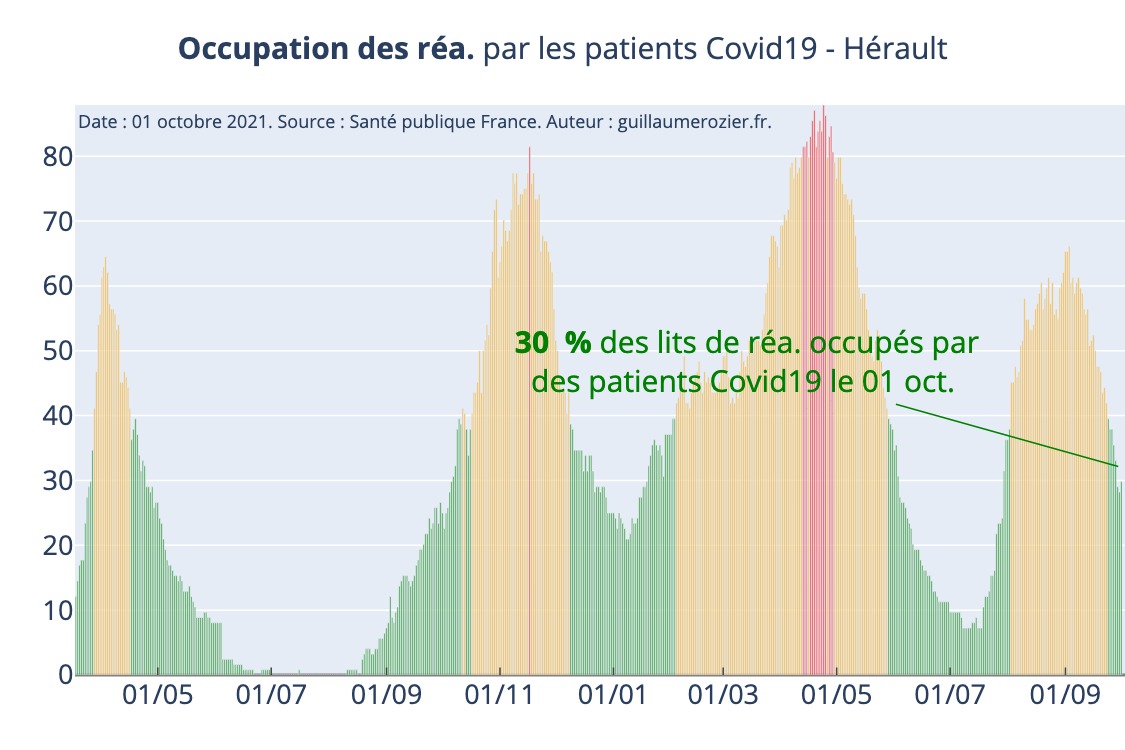 Occupation des réa. par les patients Covid19 - Hérault
Date : 01 octobre 2021. Source : Santé publique France. Auteur : guillaumerozier.fr.
80
70
60
50
40
30
20
10
0
30 % des lits de réa. occupés par
des patients Covid19 le 01 oct.
01/05 01/07 01/09 01/11 01/01 01/03 01/05 01/07 01/09